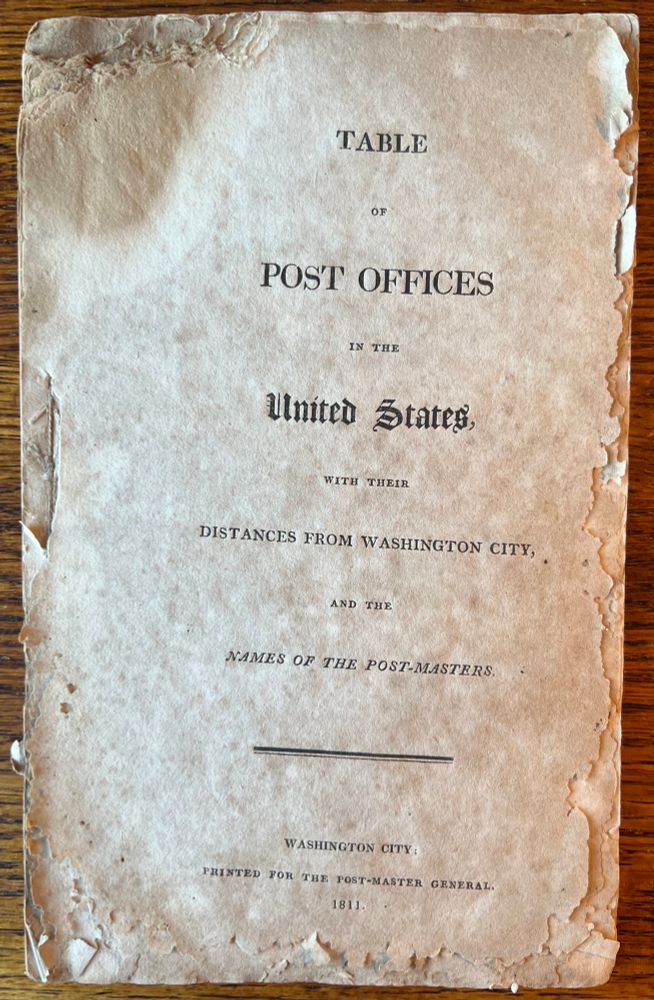 TABLE
OF
POST OFFICES
IN THE
United States,
WITH THEIR
DISTANCES FROM WASHINGTON CITY,
AND THE
NAMES OF THE POST-MASTERS.
WASHINGTON CITY:
PRINTED FOR THE POST-MASTER GENERAL.
1811.